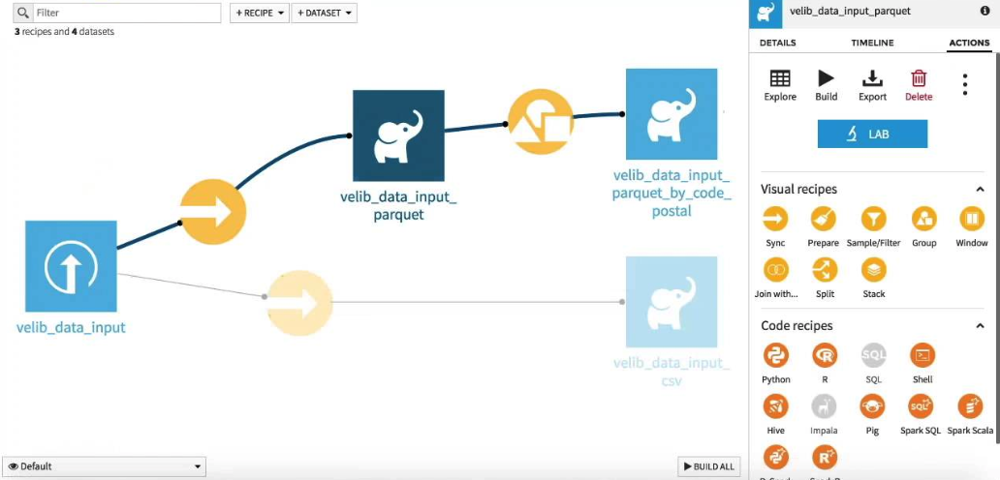 Filter
+ RECIPE
+ DATASET
3 recipes and 4 datasets
velib_data_input_parquet
DETAILS
TIMELINE
ACTIONS
Explore
Build
Export
Delete
LAB
velib_data_input_
parquet
velib_data_input_
parquet_by_code_
postal
velib_data_input
velib_data_input_
csv
Visual recipes
Sync
Prepare
Sample/Filter
Group
Window
Join with...
Split
Stack
Code recipes
Python
R
SQL
SQL
Shell
Hive
Impala
Pig
SQL
Spark SQL
Spark Scala
R
Default
BUILD ALL